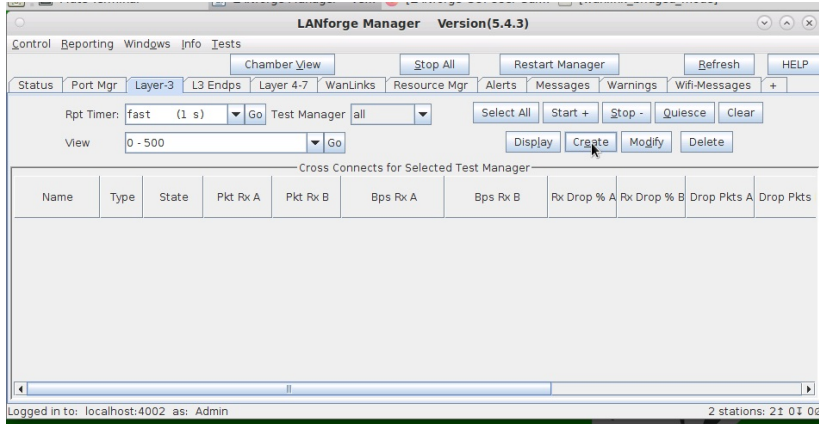 LANforge Manager Version(5.4.3)
Control Reporting Windows Info Tests
Chamber View Stop All Restart Manager Refresh HELP
Status Port Mgr Layer-3 L3 Endps Layer 4-7 WanLinks Resource Mgr Alerts Messages Warnings Wifi-Messages +
Rpt Timer: fast (1 s) Go Test Manager all Select All Start + Stop - Quiesce Clear
View 0 - 500 Go Display Create Modify Delete
Cross Connects for Selected Test Manager
Name Type State Pkt Rx A Pkt Rx B Bps Rx A Bps Rx B Rx Drop % A Rx Drop % B Drop Pkts A Drop Pkts
Logged in to: localhost:4002 as: Admin 2 stations: